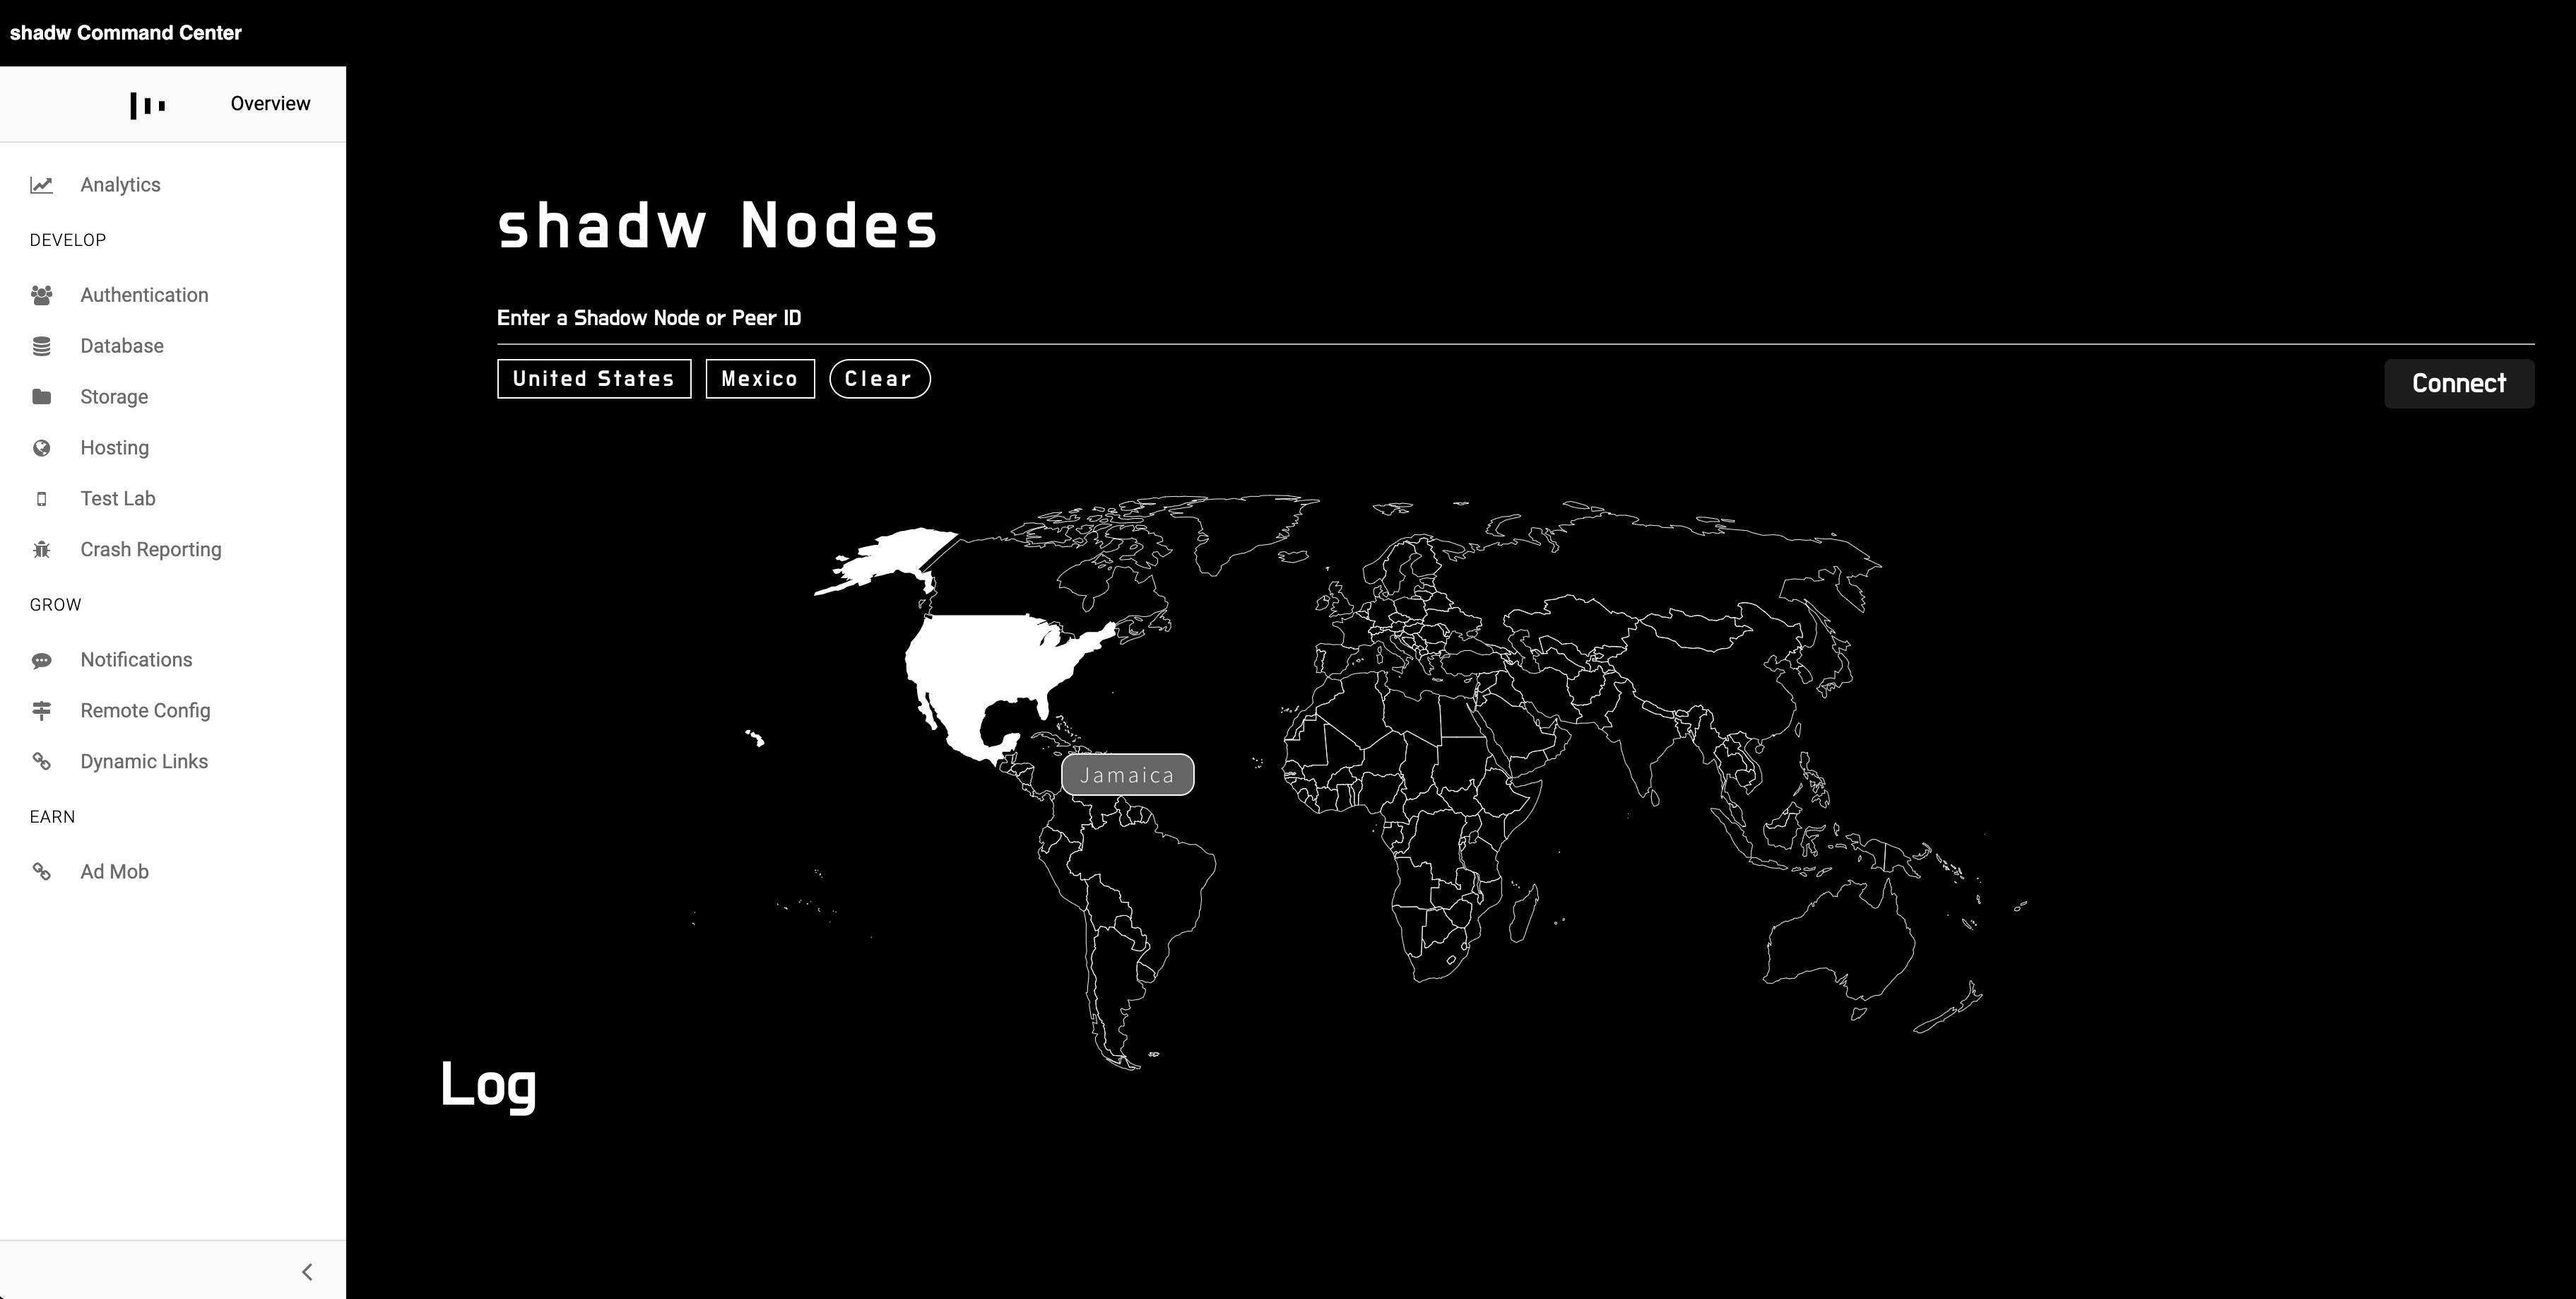 shadw Command Center
Overview
Analytics
DEVELOP
Authentication
Database
Storage
Hosting
Test Lab
Crash Reporting
GROW
Notifications
Remote Config
Dynamic Links
EARN
Ad Mob
shadw Nodes
Enter a Shadow Node or Peer ID
United States Mexico Clear
Connect
Jamaica
Log